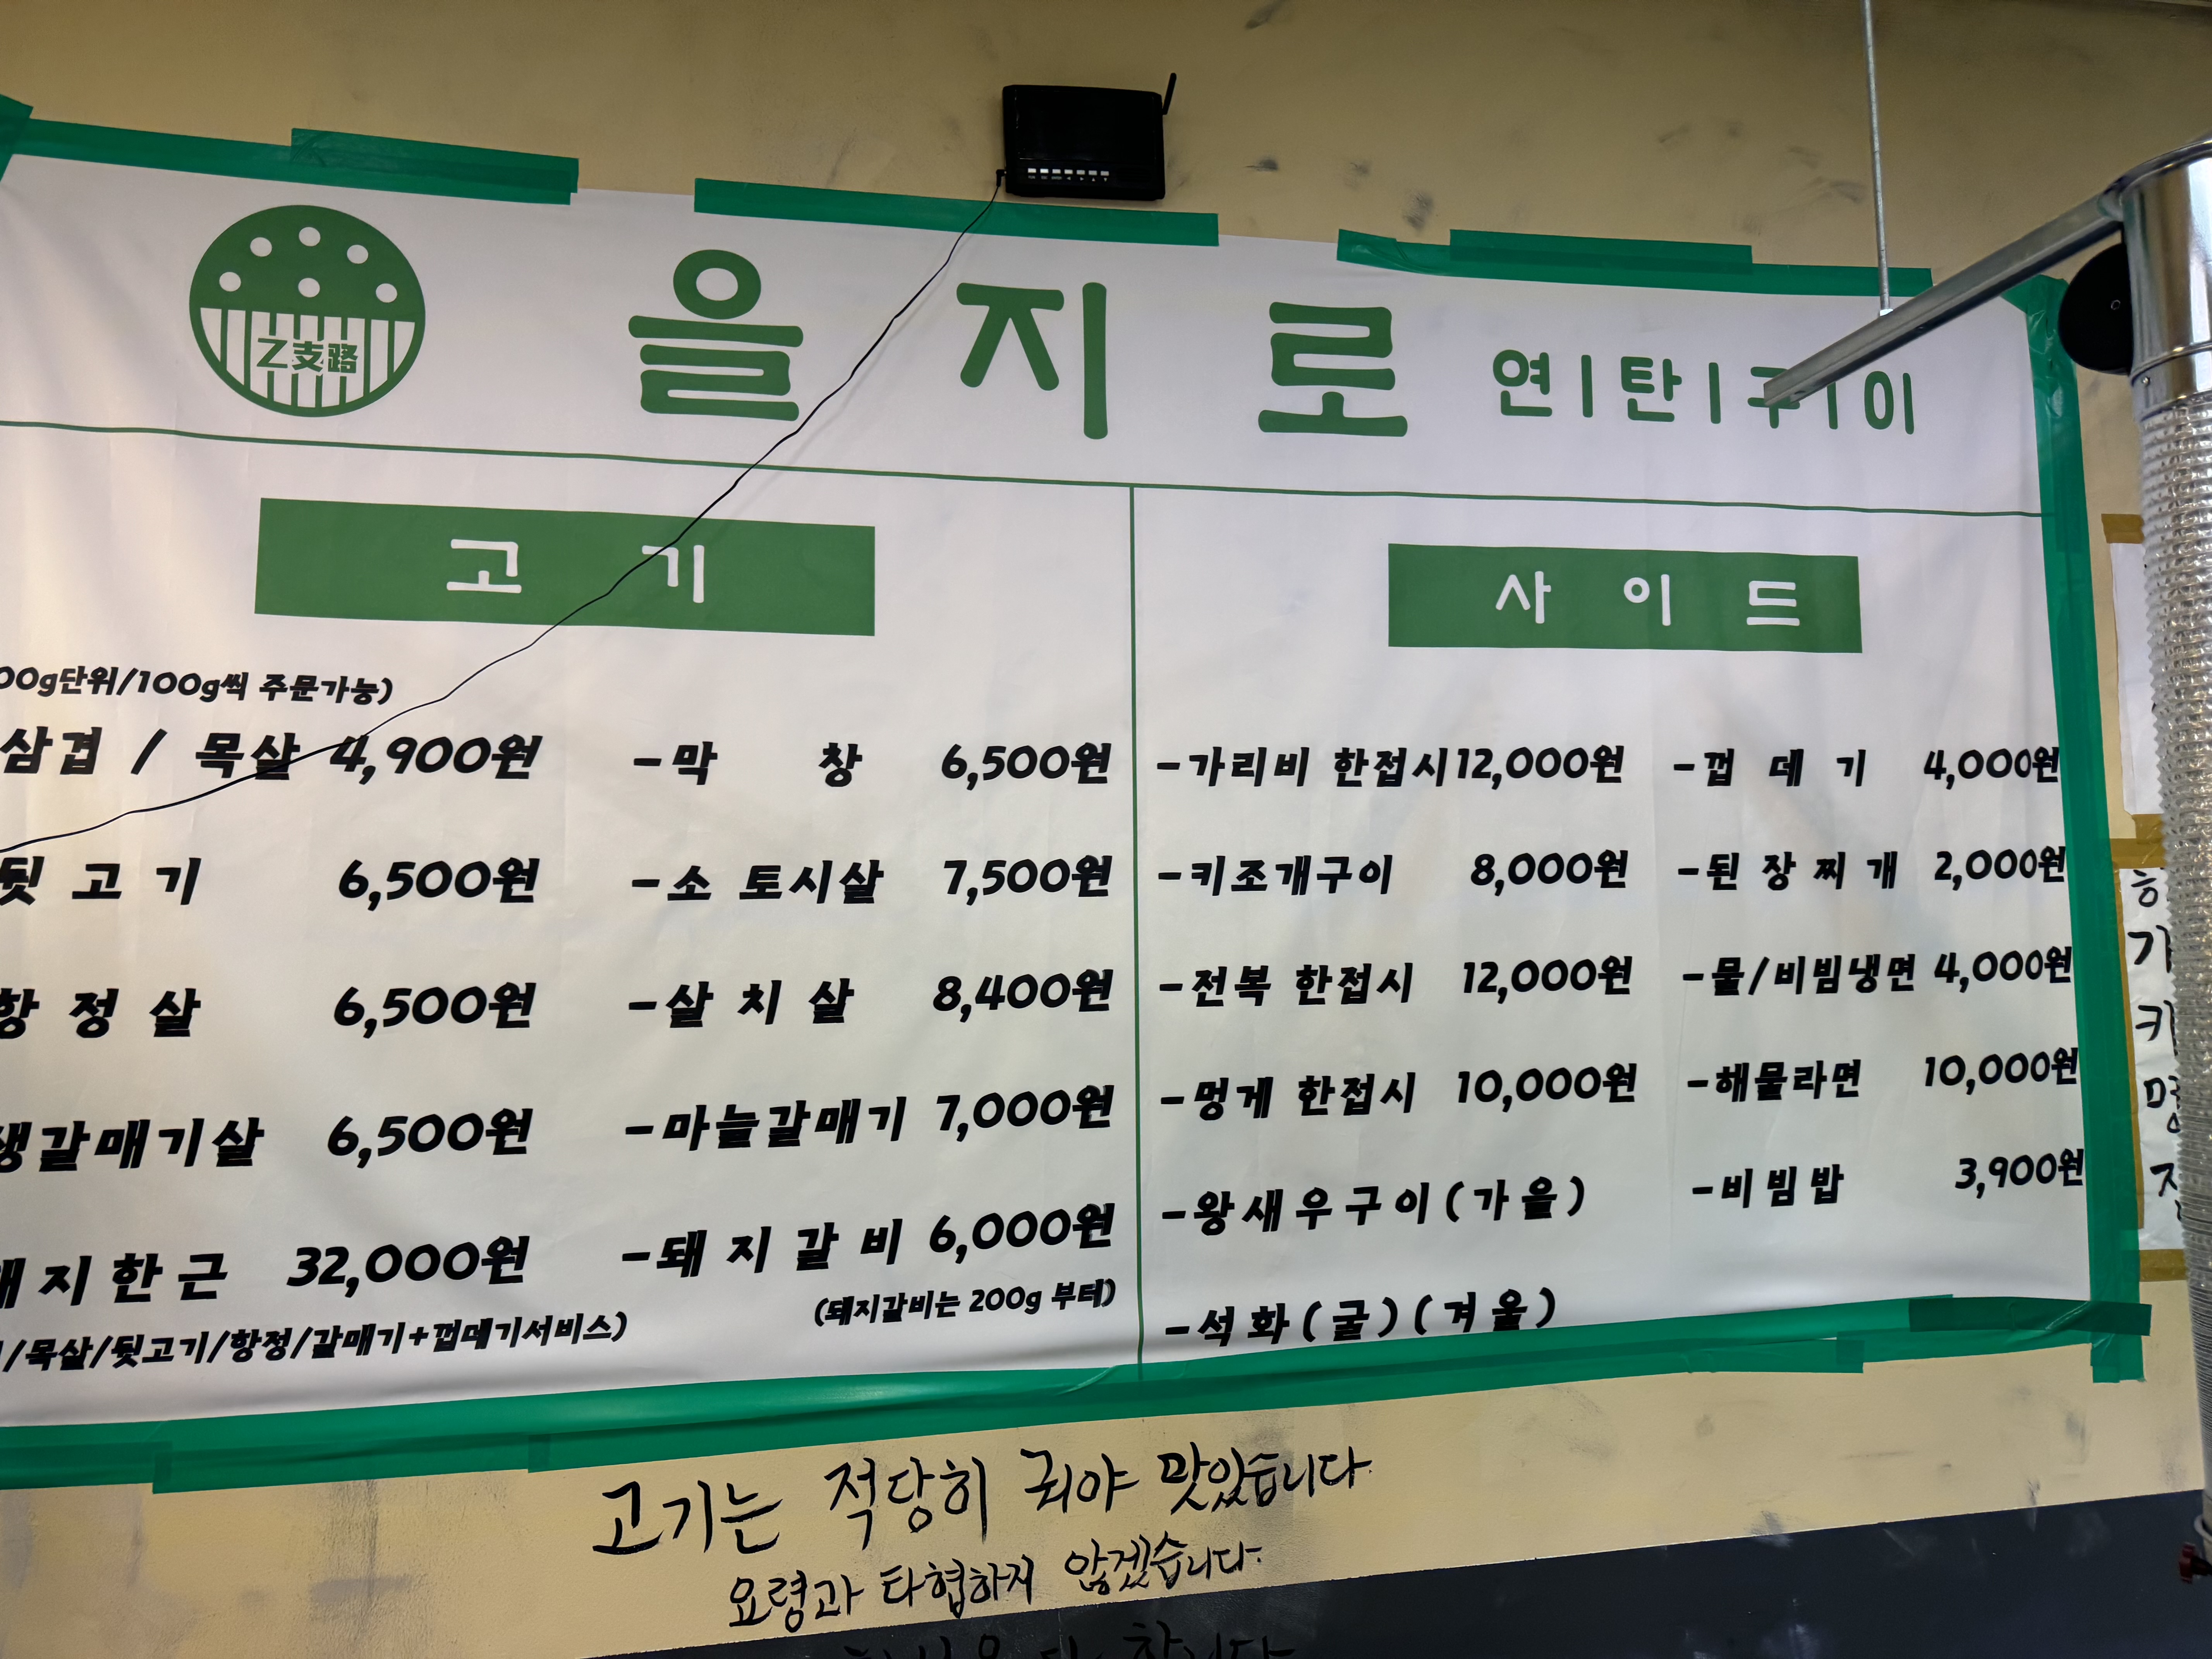 乙支路
을지로 연|탄|구|이
고기
00g단위/100g씩 주문가능)
삼겹 / 목살 4,900원
뒷고기 6,500원
항정살 6,500원
생갈매기살 6,500원
돼지한근 32,000원
/목살/뒷고기/항정/갈매기+껍데기서비스)
-막창 6,500원
-소 토시살 7,500원
-살치살 8,400원
-마늘갈매기 7,000원
-돼지갈비 6,000원
(돼지갈비는 200g 부터)
사이드
-가리비 한접시 12,000원
-키조개구이 8,000원
-전복 한접시 12,000원
-멍게 한접시 10,000원
-왕새우구이(가을)
-석화(굴)(겨울)
-껍데기 4,000원
-된장찌개 2,000원
-물/비빔냉면 4,000원
-해물라면 10,000원
-비빔밥 3,900원
고기는 적당히 궈야 맛있습니다
요령과 타협하지 않겠습니다.